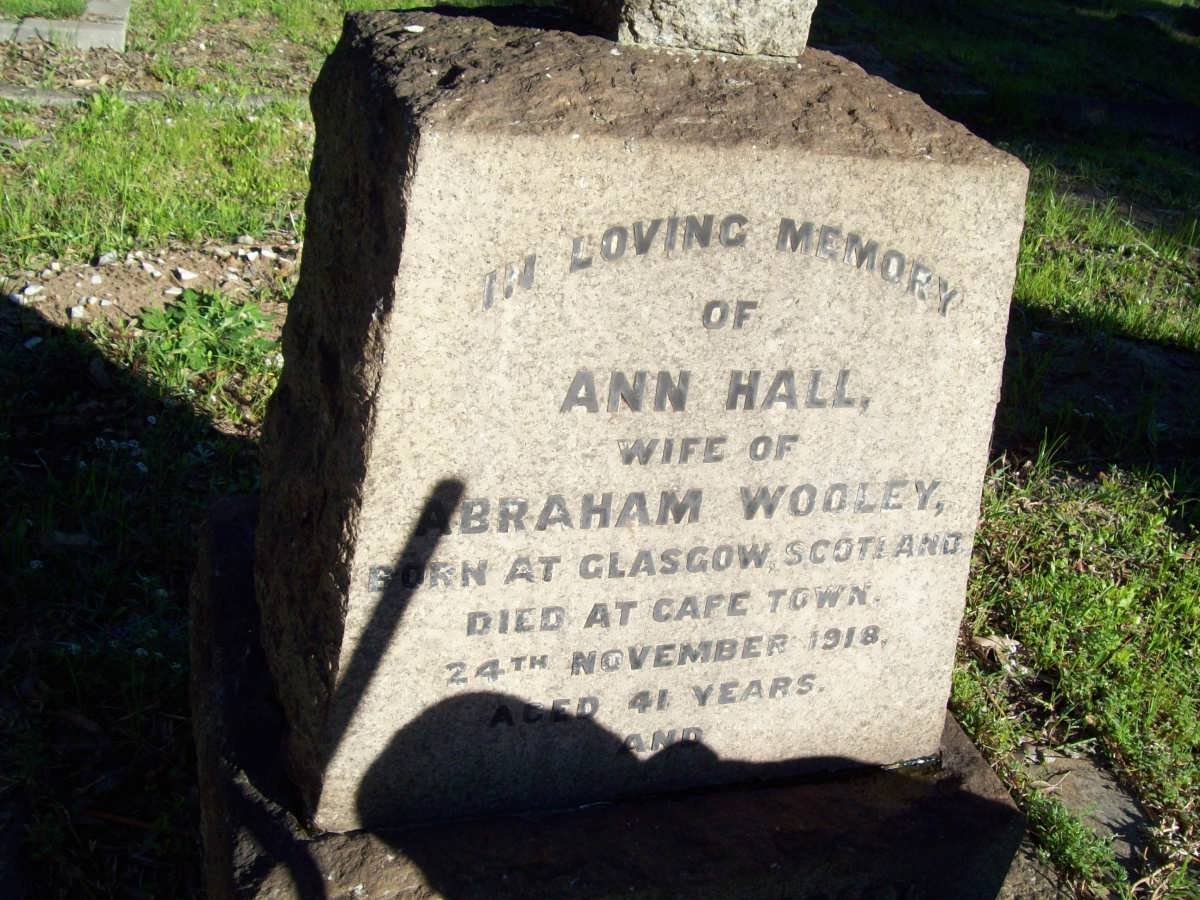 IN LOVING MEMORY
OF
ANN HALL,
WIFE OF
ABRAHAM WOOLEY,
BORN AT GLASGOW, SCOTLAND.
DIED AT CAPE TOWN.
24TH NOVEMBER 1918.
AGED 41 YEARS.
AND